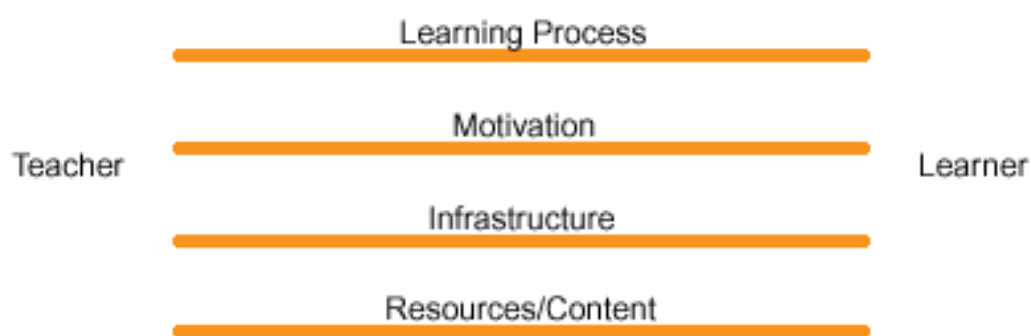 Learning Process
Motivation
Teacher
Learner
Infrastructure
Resources/Content